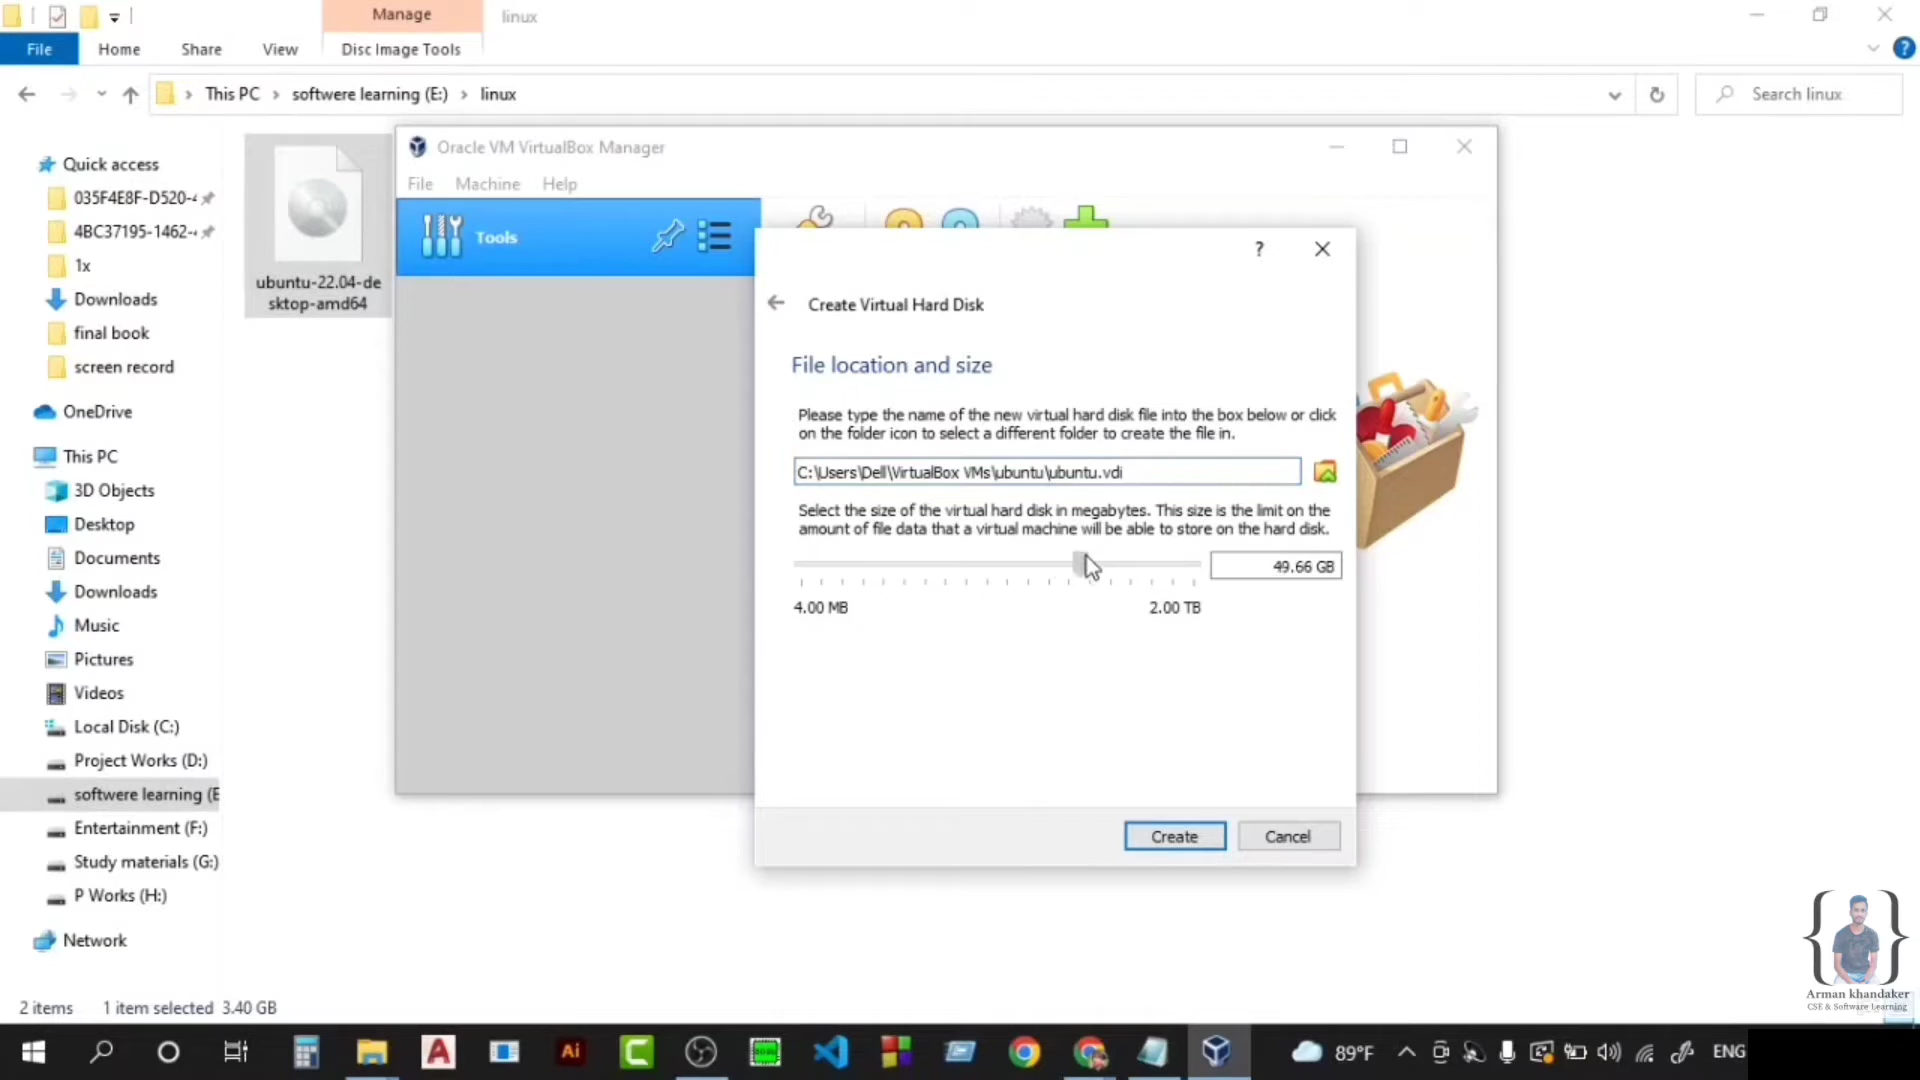 Manage
linux
File
Home
Share
View
Disc Image Tools
This PC
softwere learning (E:)
linux
Search linux
Quick access
035F4E8F-D520-
4BC37195-1462-
1x
Downloads
final book
screen record
OneDrive
This PC
3D Objects
Desktop
Documents
Downloads
Music
Pictures
Videos
Local Disk (C:)
Project Works (D:)
softwere learning (E
Entertainment (F:)
Study materials (G:)
P Works (H:)
Network
ubuntu-22.04-de
sktop-amd64
Oracle VM VirtualBox Manager
File
Machine
Help
Tools
?
Create Virtual Hard Disk
File location and size
Please type the name of the new virtual hard disk file into the box below or click
on the folder icon to select a different folder to create the file in.
C:\Users\Dell\VirtualBox VMs\ubuntu\ubuntu.vdi
Select the size of the virtual hard disk in megabytes. This size is the limit on the
amount of file data that a virtual machine will be able to store on the hard disk.
49.66 GB
4.00 MB
2.00 TB
Create
Cancel
Arman khandaker
CSE & Software Learning
2 items
1 item selected
3.40 GB
Ai
89°F
ENG